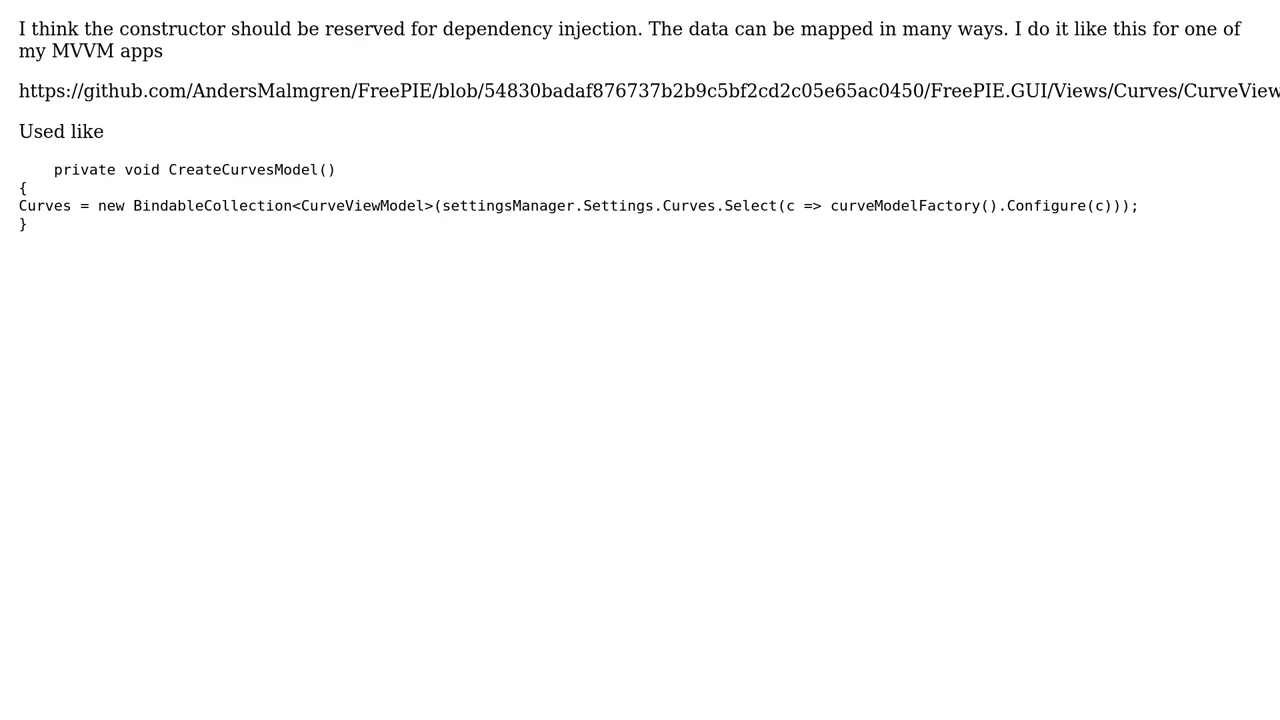 I think the constructor should be reserved for dependency injection. The data can be mapped in many ways. I do it like this for one of
my MVVM apps
https://github.com/AndersMalmgren/FreePIE/blob/54830badaf876737b2b9c5bf2cd2c05e65ac0450/FreePIE.GUI/Views/Curves/CurveView
Used like
    private void CreateCurvesModel()
{
Curves = new BindableCollection<CurveViewModel>(settingsManager.Settings.Curves.Select(c => curveModelFactory().Configure(c)));
}